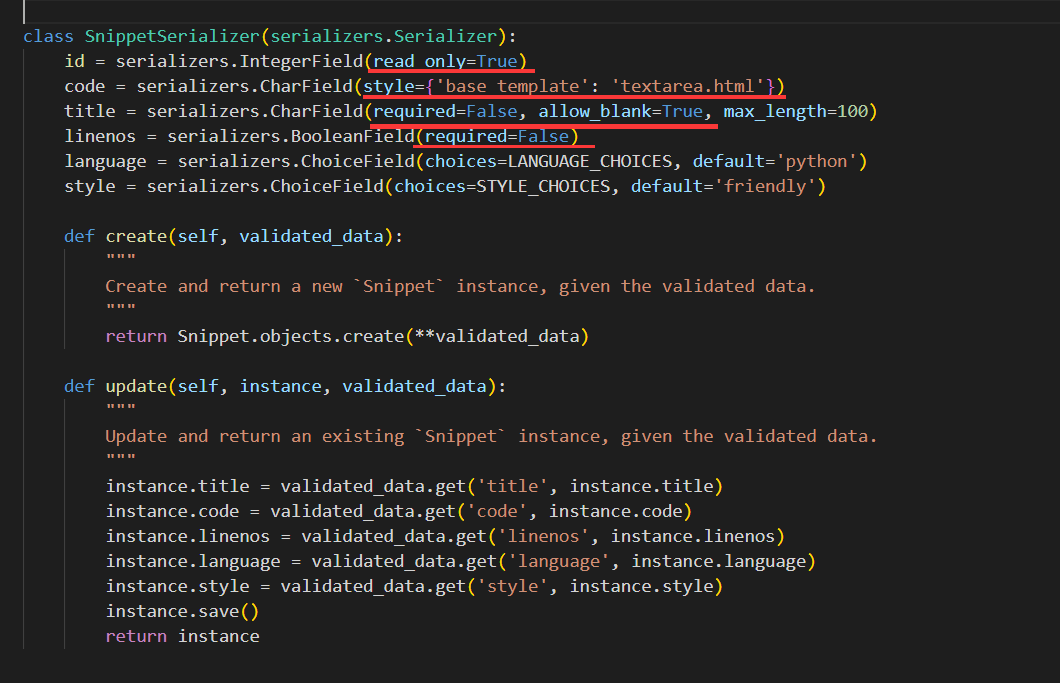 class SnippetSerializer(serializers.Serializer):
    id = serializers.IntegerField(read_only=True)
    code = serializers.CharField(style={'base_template': 'textarea.html'})
    title = serializers.CharField(required=False, allow_blank=True, max_length=100)
    linenos = serializers.BooleanField(required=False)
    language = serializers.ChoiceField(choices=LANGUAGE_CHOICES, default='python')
    style = serializers.ChoiceField(choices=STYLE_CHOICES, default='friendly')
    def create(self, validated_data):
        """
        Create and return a new `Snippet` instance, given the validated data.
        """
        return Snippet.objects.create(**validated_data)
    def update(self, instance, validated_data):
        """
        Update and return an existing `Snippet` instance, given the validated data.
        """
        instance.title = validated_data.get('title', instance.title)
        instance.code = validated_data.get('code', instance.code)
        instance.linenos = validated_data.get('linenos', instance.linenos)
        instance.language = validated_data.get('language', instance.language)
        instance.style = validated_data.get('style', instance.style)
        instance.save()
        return instance